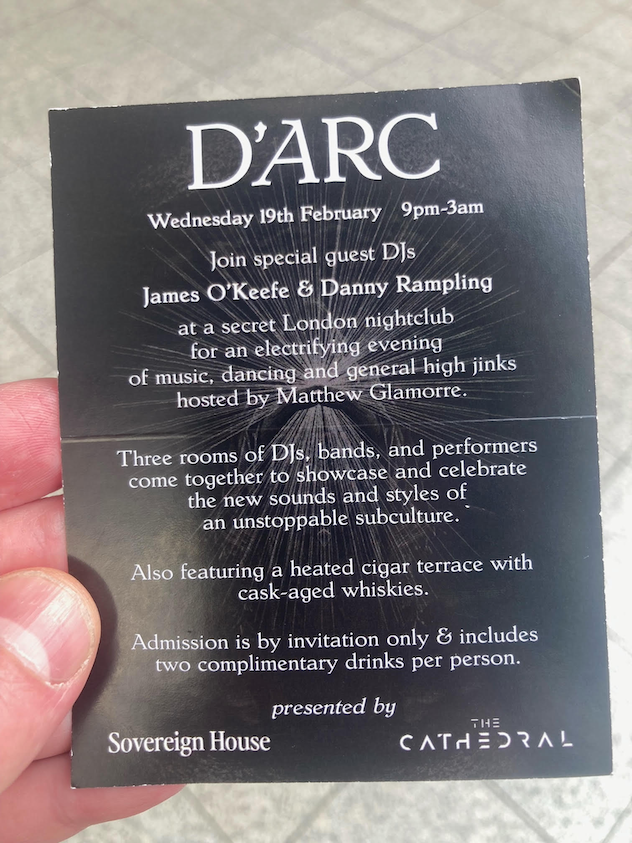 D'ARC
Wednesday 19th February 9pm-3am
Join special guest DJs
James O'Keefe & Danny Rampling
at a secret London nightclub
for an electrifying evening
of music, dancing and general high jinks
hosted by Matthew Glamorre.
Three rooms of DJs, bands, and performers
come together to showcase and celebrate
the new sounds and styles of
an unstoppable subculture.
Also featuring a heated cigar terrace with
cask-aged whiskies.
Admission is by invitation only & includes
two complimentary drinks per person.
presented by
Sovereign House
THE
CATHEDRAL